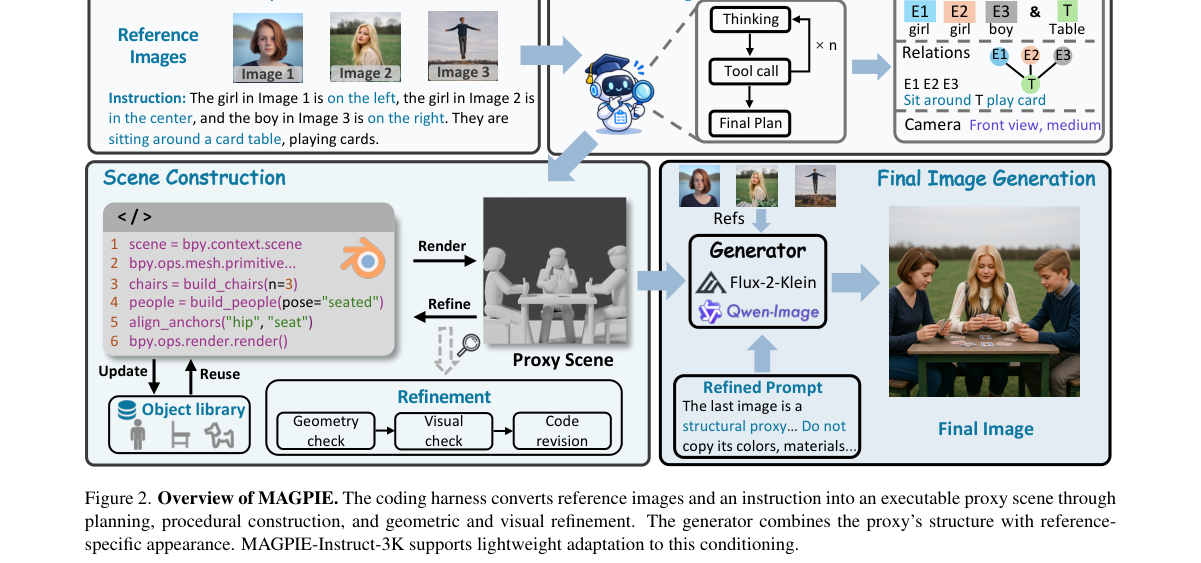 Reference
Images
Image 1
Image 2
Image 3
Instruction: The girl in Image 1 is on the left, the girl in Image 2 is
in the center, and the boy in Image 3 is on the right. They are
sitting around a card table, playing cards.
Thinking
× n
Tool call
Final Plan
E1 E2 E3 & T
girl girl boy Table
Relations E1 E2 E3
T
E1 E2 E3
Sit around T play card
Camera Front view, medium
Scene Construction
</>
1 scene = bpy.context.scene
2 bpy.ops.mesh.primitive...
3 chairs = build_chairs(n=3)
4 people = build_people(pose="seated")
5 align_anchors("hip", "seat")
6 bpy.ops.render.render()
Render
Refine
Proxy Scene
Update
Reuse
Object library
Refinement
Geometry
check
Visual
check
Code
revision
Final Image Generation
Refs
Generator
Flux-2-Klein
Qwen-Image
Refined Prompt
The last image is a
structural proxy... Do not
copy its colors, materials...
Final Image
Figure 2. Overview of MAGPIE. The coding harness converts reference images and an instruction into an executable proxy scene through
planning, procedural construction, and geometric and visual refinement. The generator combines the proxy's structure with reference-
specific appearance. MAGPIE-Instruct-3K supports lightweight adaptation to this conditioning.